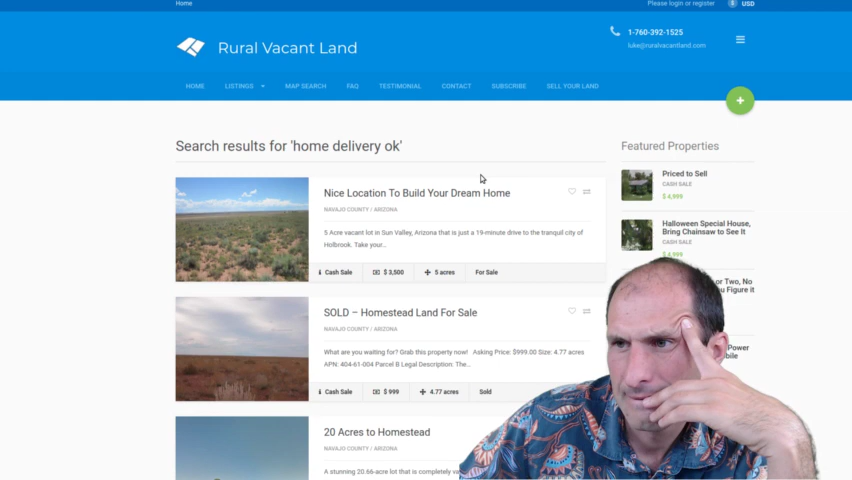 Home
Please login or register
$ USD
Rural Vacant Land
1-760-392-1525
luke@ruralvacantland.com
HOME LISTINGS MAP SEARCH FAQ TESTIMONIAL CONTACT SUBSCRIBE SELL YOUR LAND
Search results for 'home delivery ok'
Nice Location To Build Your Dream Home
NAVAJO COUNTY / ARIZONA
5 Acre vacant lot in Sun Valley, Arizona that is just a 19-minute drive to the tranquil city of
Holbrook. Take your...
Cash Sale $ 3,500 5 acres For Sale
SOLD – Homestead Land For Sale
NAVAJO COUNTY / ARIZONA
What are you waiting for? Grab this property now! Asking Price: $999.00 Size: 4.77 acres
APN: 404-61-004 Parcel B Legal Description: The...
Cash Sale $ 999 4.77 acres Sold
20 Acres to Homestead
NAVAJO COUNTY / ARIZONA
A stunning 20.66-acre lot that is completely
Featured Properties
Priced to Sell
CASH SALE
$ 4,999
Halloween Special House,
Bring Chainsaw to See It
CASH SALE
$ 4,999
or Two, No
Figure it
Power